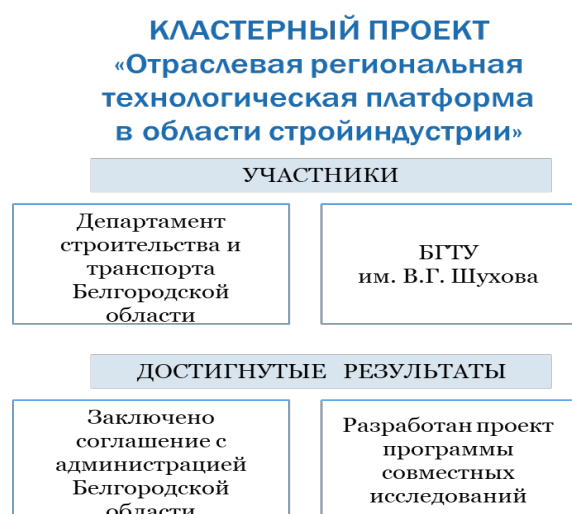 КЛАСТЕРНЫЙ ПРОЕКТ
«Отраслевая региональная
технологическая платформа
в области стройиндустрии»
УЧАСТНИКИ
Департамент
строительства и
транспорта
Белгородской
области
БГТУ
им. В.Г. Шухова
ДОСТИГНУТЫЕ РЕЗУЛЬТАТЫ
Заключено
соглашение с
администрацией
Белгородской
области
Разработан проект
программы
совместных
исследований